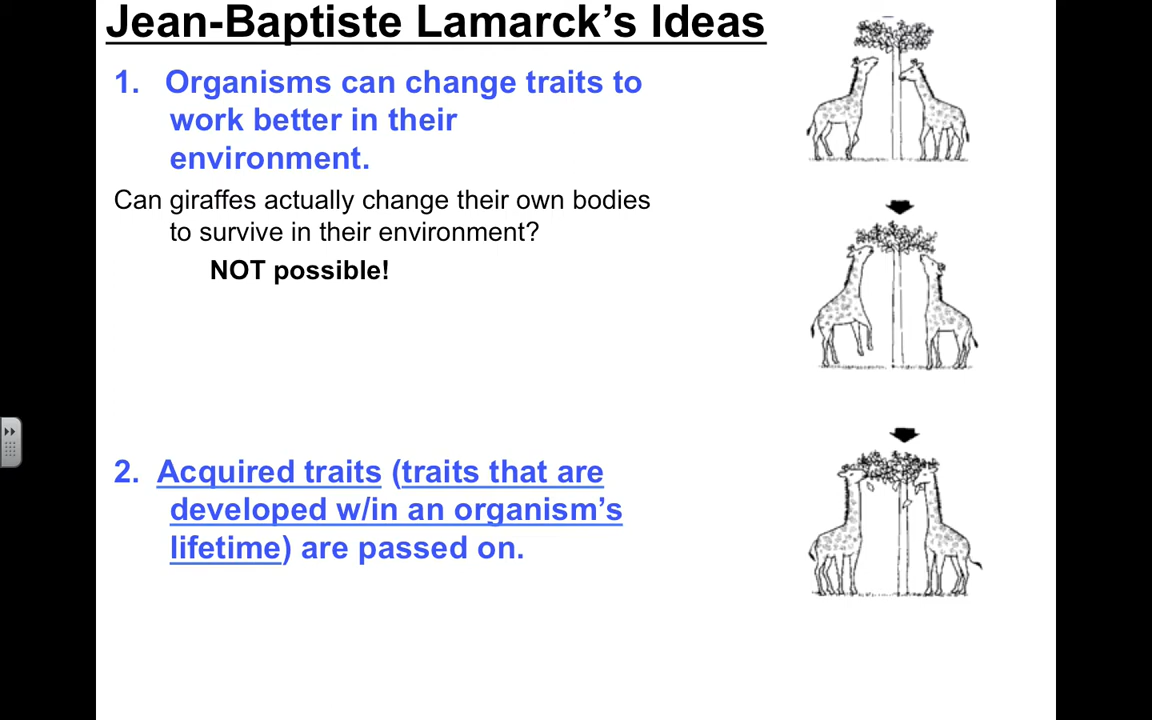 Jean-Baptiste Lamarck’s Ideas
1. Organisms can change traits to
work better in their
environment.
Can giraffes actually change their own bodies
to survive in their environment?
NOT possible!
2. Acquired traits (traits that are
developed w/in an organism’s
lifetime) are passed on.